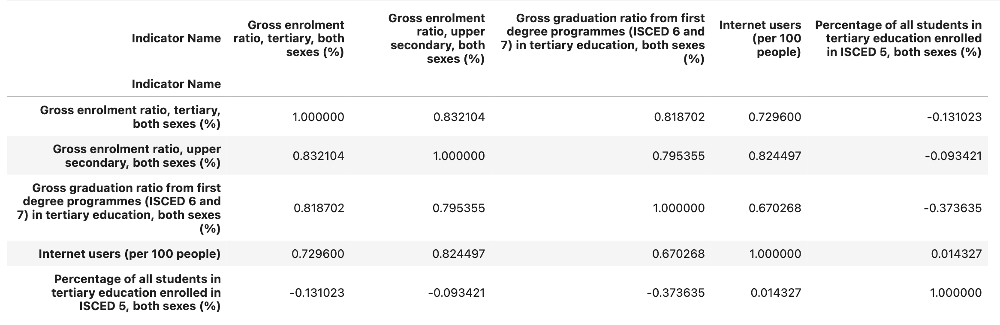 Indicator Name
Gross enrolment
ratio, tertiary, both
sexes (%)
Gross enrolment
ratio, upper
secondary, both
sexes (%)
Gross graduation ratio from first
degree programmes (ISCED 6 and
7) in tertiary education, both sexes
(%)
Internet users
(per 100
people)
Percentage of all students in
tertiary education enrolled
in ISCED 5, both sexes (%)
Indicator Name
Gross enrolment ratio, tertiary,
both sexes (%)
1.000000 0.832104 0.818702 0.729600 -0.131023
Gross enrolment ratio, upper
secondary, both sexes (%)
0.832104 1.000000 0.795355 0.824497 -0.093421
Gross graduation ratio from first
degree programmes (ISCED 6 and
7) in tertiary education, both sexes
(%)
0.818702 0.795355 1.000000 0.670268 -0.373635
Internet users (per 100 people) 0.729600 0.824497 0.670268 1.000000 0.014327
Percentage of all students in
tertiary education enrolled in
ISCED 5, both sexes (%)
-0.131023 -0.093421 -0.373635 0.014327 1.000000